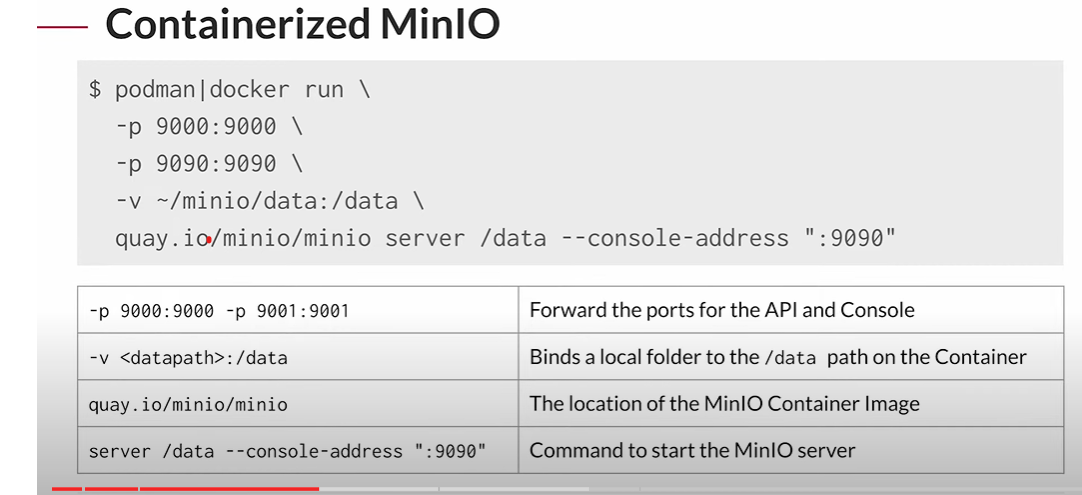 Containerized MinIO
$ podman|docker run \
-p 9000:9000 \
-p 9090:9090 \
-v ~/minio/data:/data \
quay.io/minio/minio server /data --console-address ":9090"
-p 9000:9000 -p 9001:9001 Forward the ports for the API and Console
-v <datapath>:/data Binds a local folder to the /data path on the Container
quay.io/minio/minio The location of the MinIO Container Image
server /data --console-address ":9090" Command to start the MinIO server